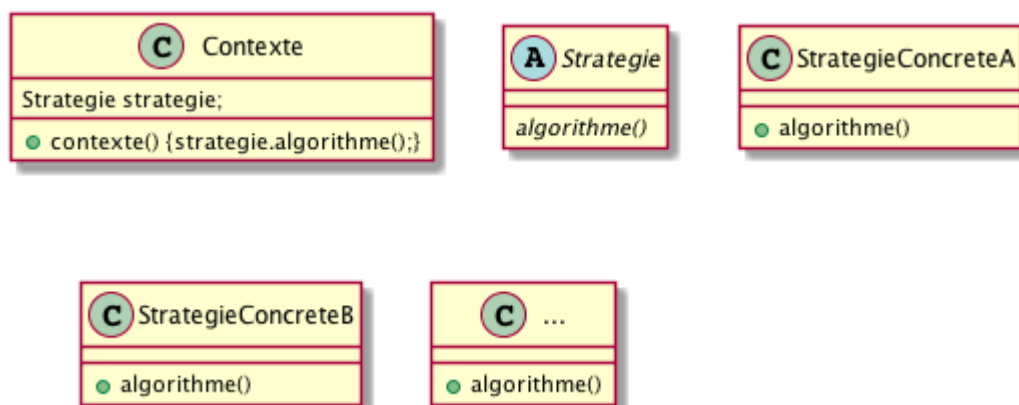 C Contexte
Strategie strategie;
contexte() {strategie.algorithme();}
A Strategie
algorithme()
C StrategieConcreteA
algorithme()
C StrategieConcreteB
algorithme()
C ...
algorithme()